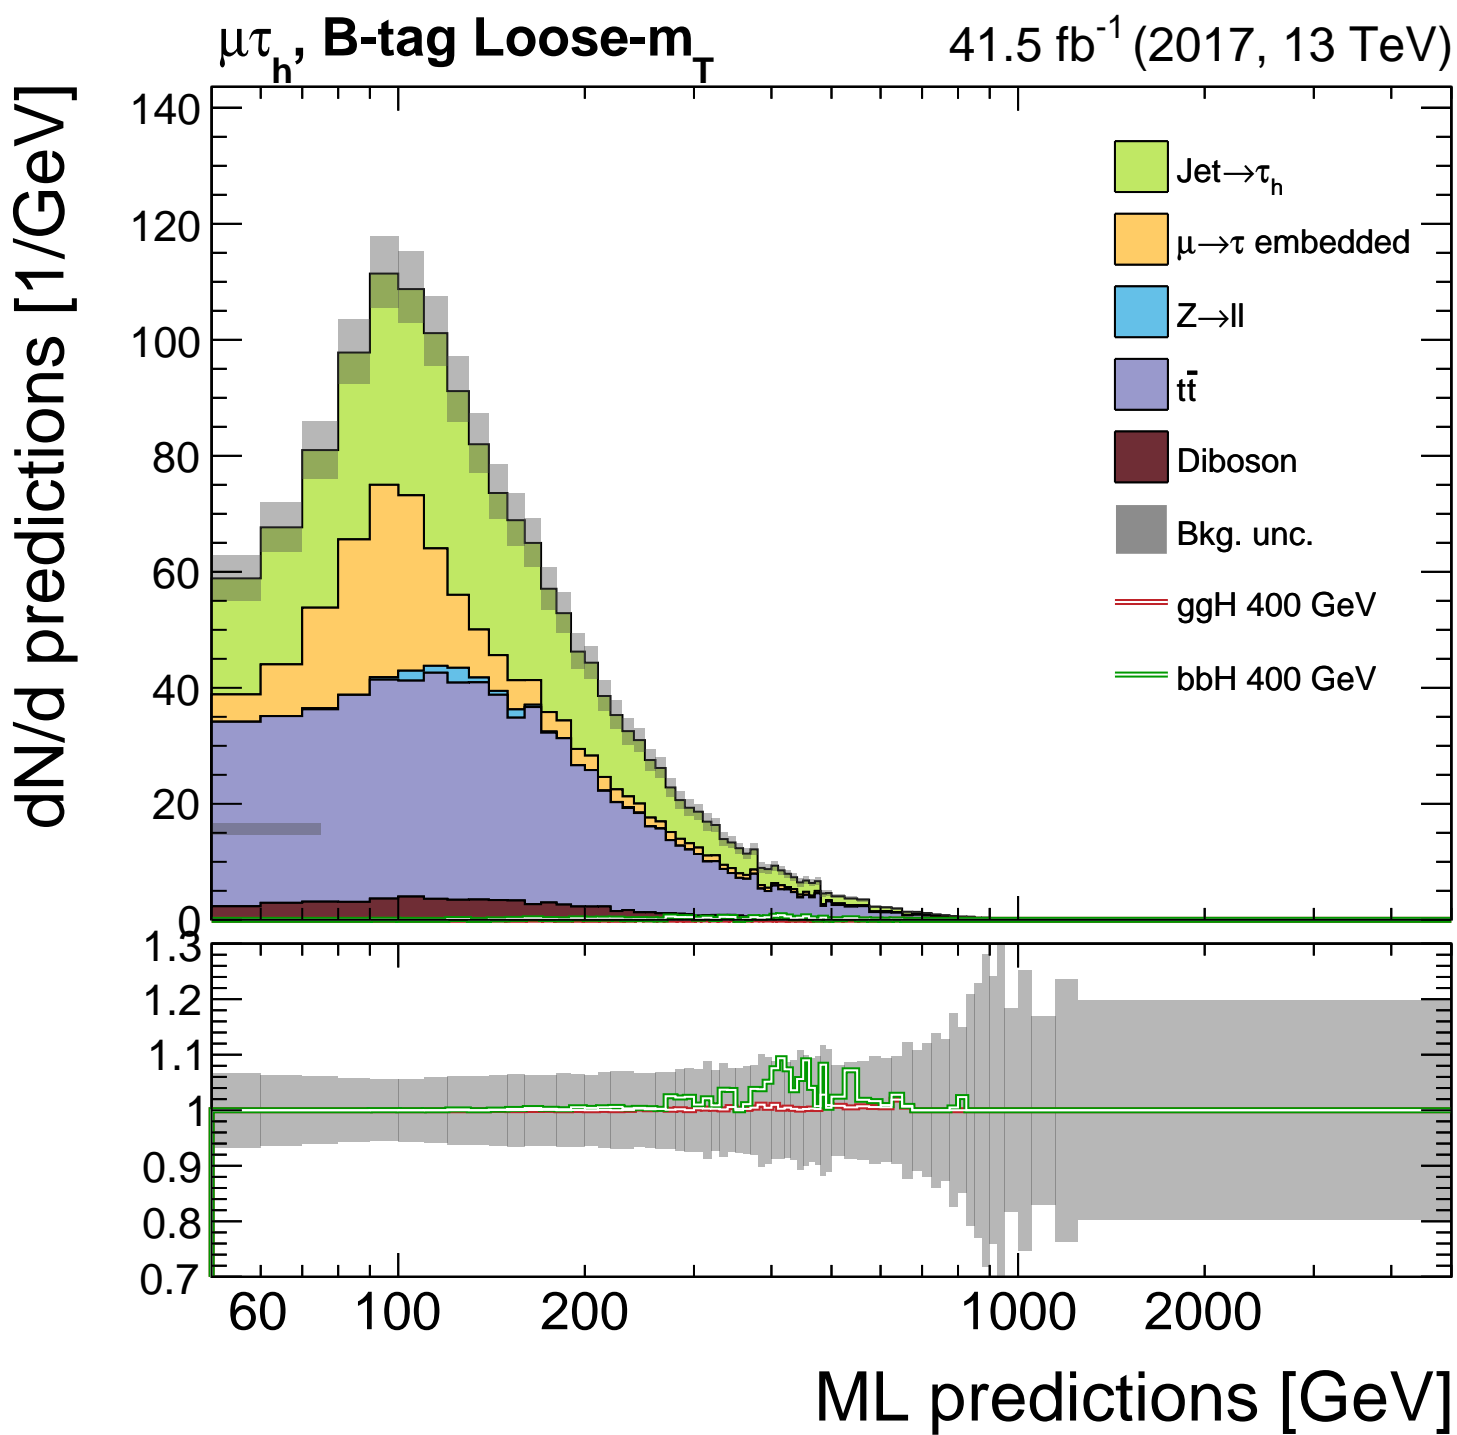 μτh, B-tag Loose-mT
41.5 fb-1 (2017, 13 TeV)
dN/d predictions [1/GeV]
140
120
100
80
60
40
20
0
Jet→τh
μ→τ embedded
Z→ll
tt̄
Diboson
Bkg. unc.
ggH 400 GeV
bbH 400 GeV
1.3
1.2
1.1
1
0.9
0.8
0.7
60 100 200 1000 2000
ML predictions [GeV]